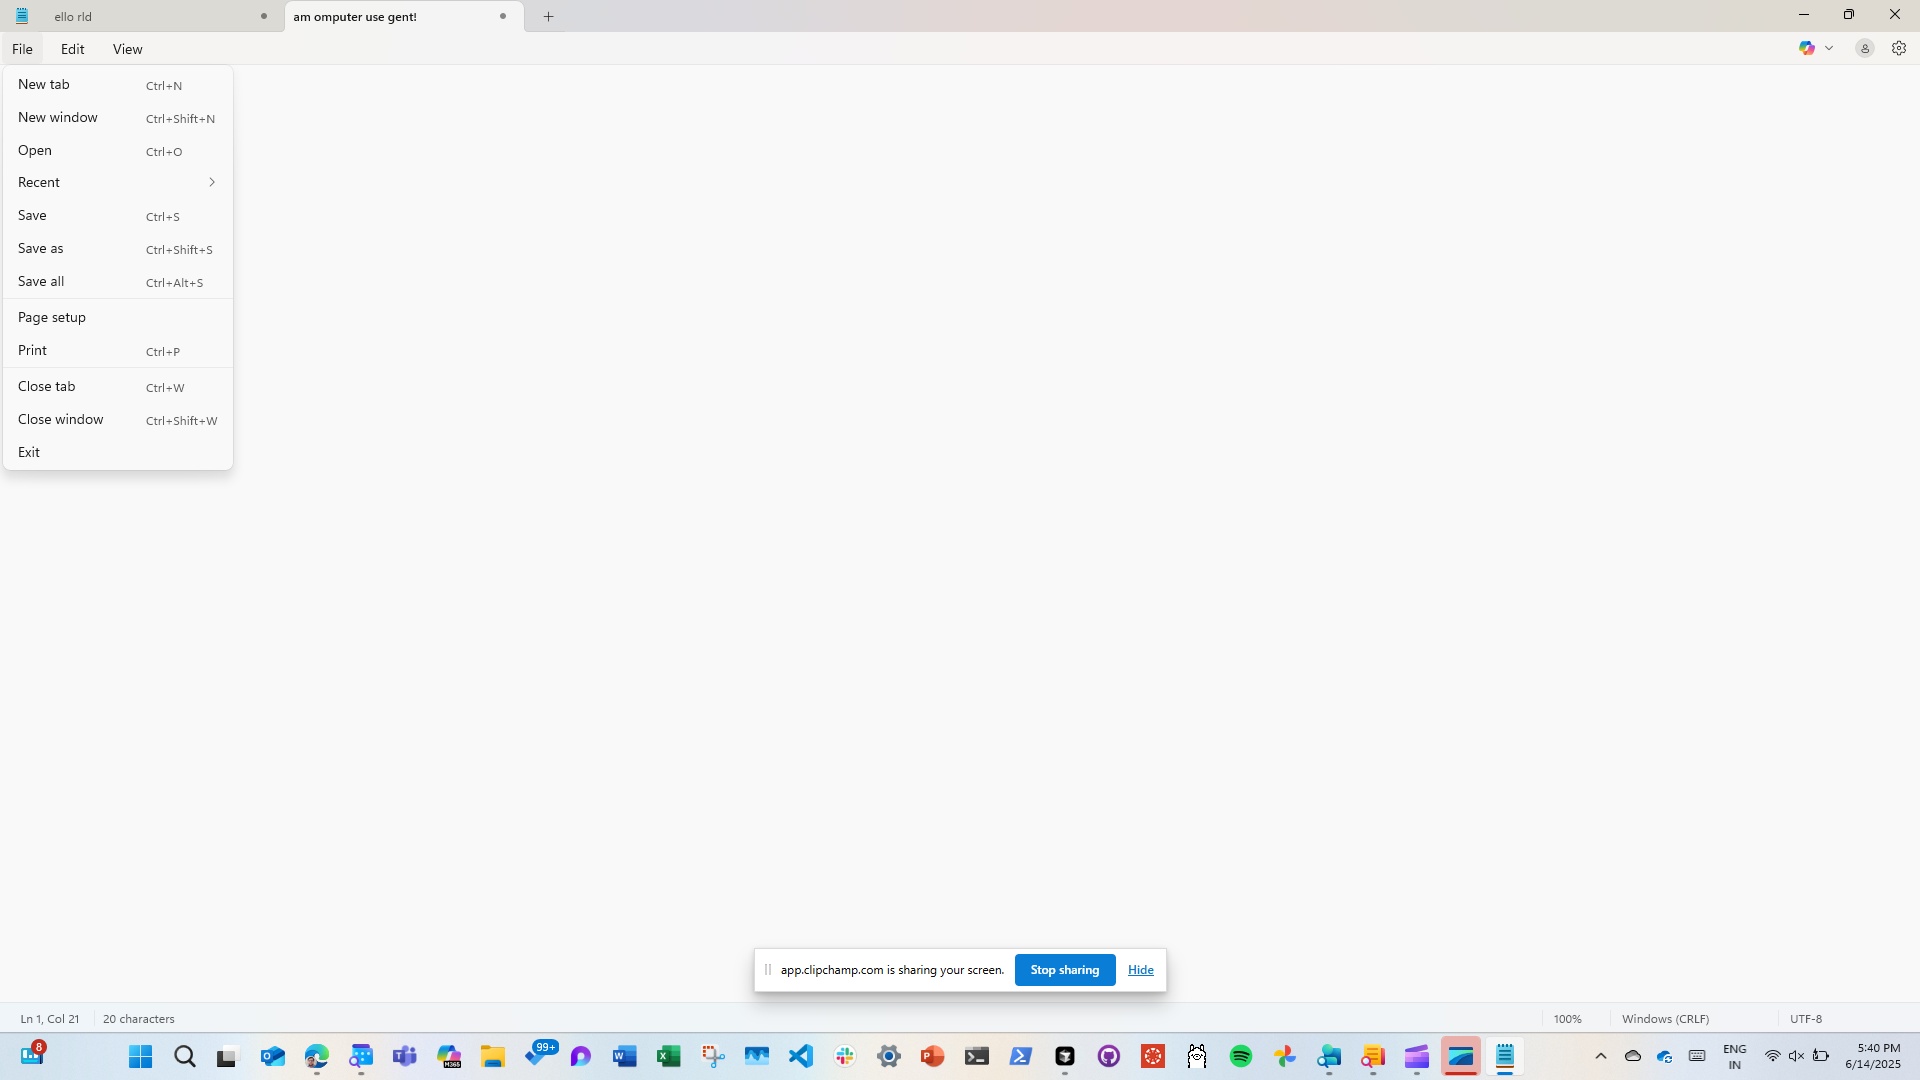 ello rld
am omputer use gent!
File Edit View
New tab Ctrl+N
New window Ctrl+Shift+N
Open Ctrl+O
Recent
Save Ctrl+S
Save as Ctrl+Shift+S
Save all Ctrl+Alt+S
Page setup
Print Ctrl+P
Close tab Ctrl+W
Close window Ctrl+Shift+W
Exit
app.clipchamp.com is sharing your screen. Stop sharing Hide
Ln 1, Col 21 20 characters 100% Windows (CRLF) UTF-8
8 M365 99+ ENG IN 5:40 PM
6/14/2025